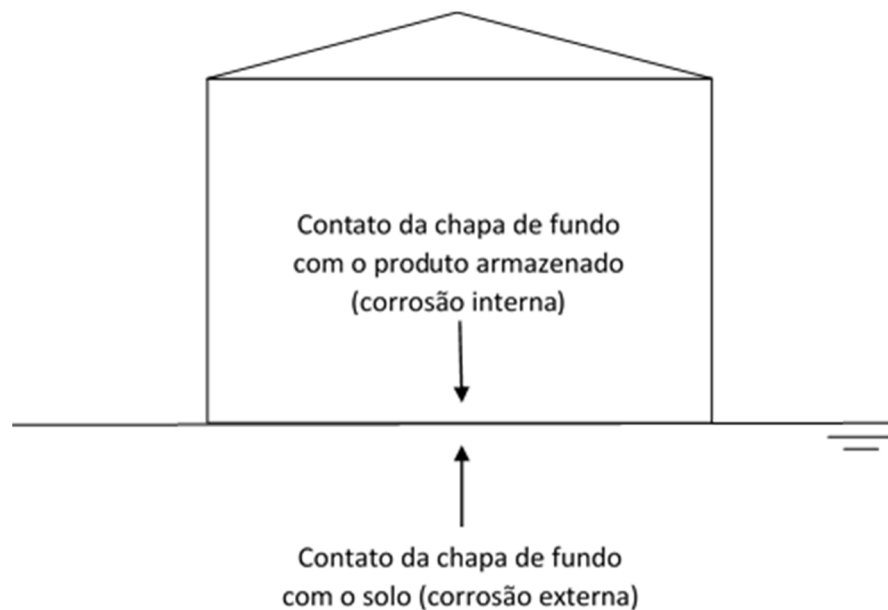 Contato da chapa de fundo
com o produto armazenado
(corrosão interna)
Contato da chapa de fundo
com o solo (corrosão externa)